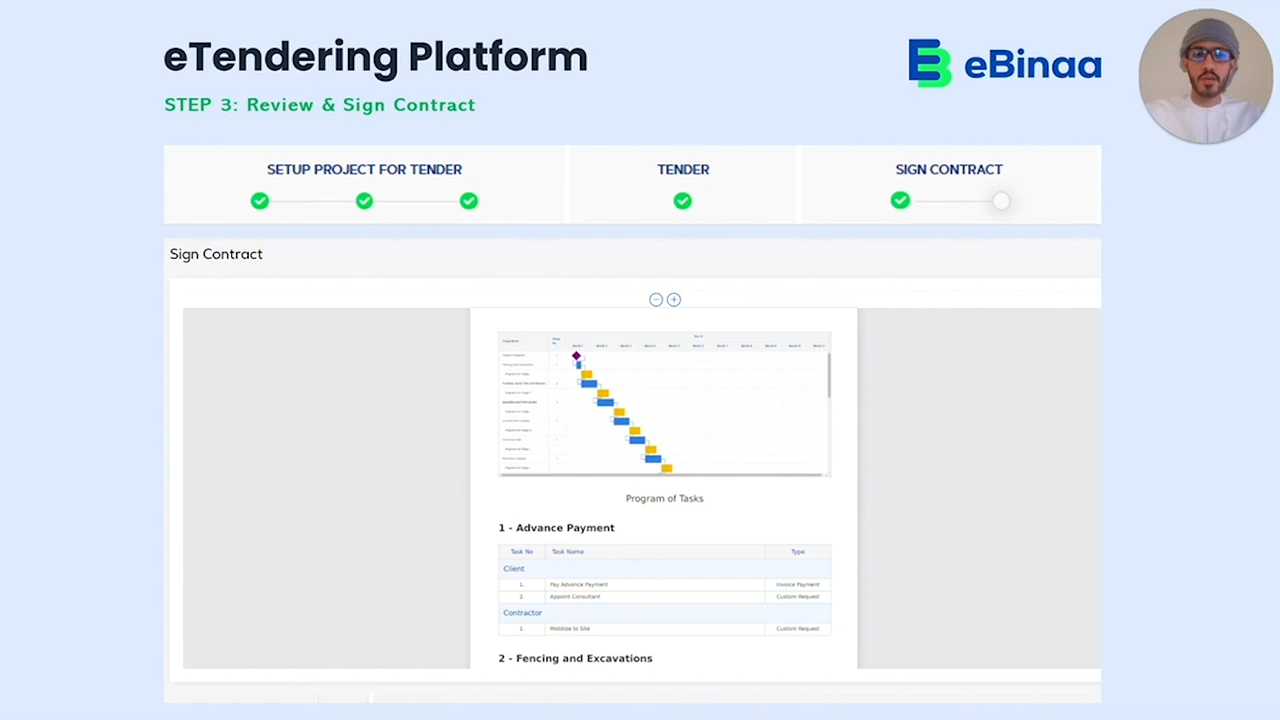 eTendering Platform
eBinaa
STEP 3: Review & Sign Contract
SETUP PROJECT FOR TENDER
TENDER
SIGN CONTRACT
Sign Contract
Program of Tasks
1 - Advance Payment
Task No Task Name Type
Client
1. Pay Advance Payment Invoice Payment
2. Appoint Consultant Custom Request
Contractor
1. Mobilize to Site Custom Request
2 - Fencing and Excavations